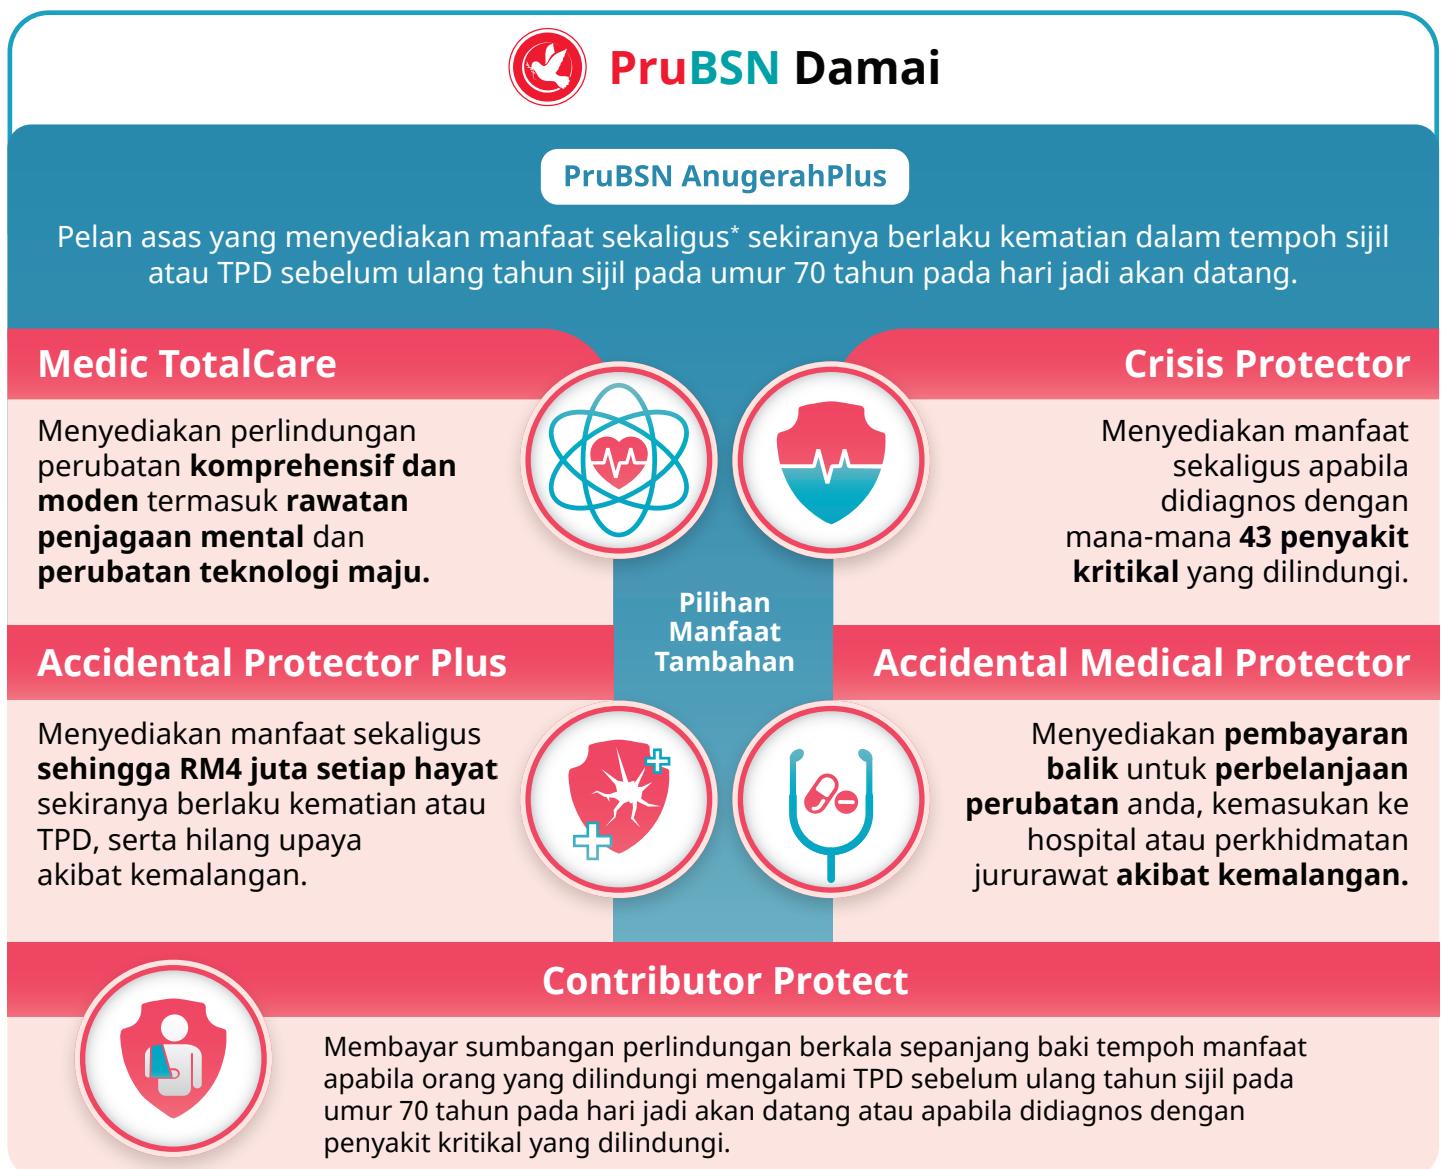 PruBSN Damai
PruBSN AnugerahPlus
Pelan asas yang menyediakan manfaat sekaligus* sekiranya berlaku kematian dalam tempoh sijil
atau TPD sebelum ulang tahun sijil pada umur 70 tahun pada hari jadi akan datang.
Medic TotalCare
Menyediakan perlindungan
perubatan komprehensif dan
moden termasuk rawatan
penjagaan mental dan
perubatan teknologi maju.
Crisis Protector
Menyediakan manfaat
sekaligus apabila
didiagnos dengan
mana-mana 43 penyakit
kritikal yang dilindungi.
Pilihan
Manfaat
Tambahan
Accidental Protector Plus
Menyediakan manfaat sekaligus
sehingga RM4 juta setiap hayat
sekiranya berlaku kematian atau
TPD, serta hilang upaya
akibat kemalangan.
Accidental Medical Protector
Menyediakan pembayaran
balik untuk perbelanjaan
perubatan anda, kemasukan ke
hospital atau perkhidmatan
jururawat akibat kemalangan.
Contributor Protect
Membayar sumbangan perlindungan berkala sepanjang baki tempoh manfaat
apabila orang yang dilindungi mengalami TPD sebelum ulang tahun sijil pada
umur 70 tahun pada hari jadi akan datang atau apabila didiagnos dengan
penyakit kritikal yang dilindungi.